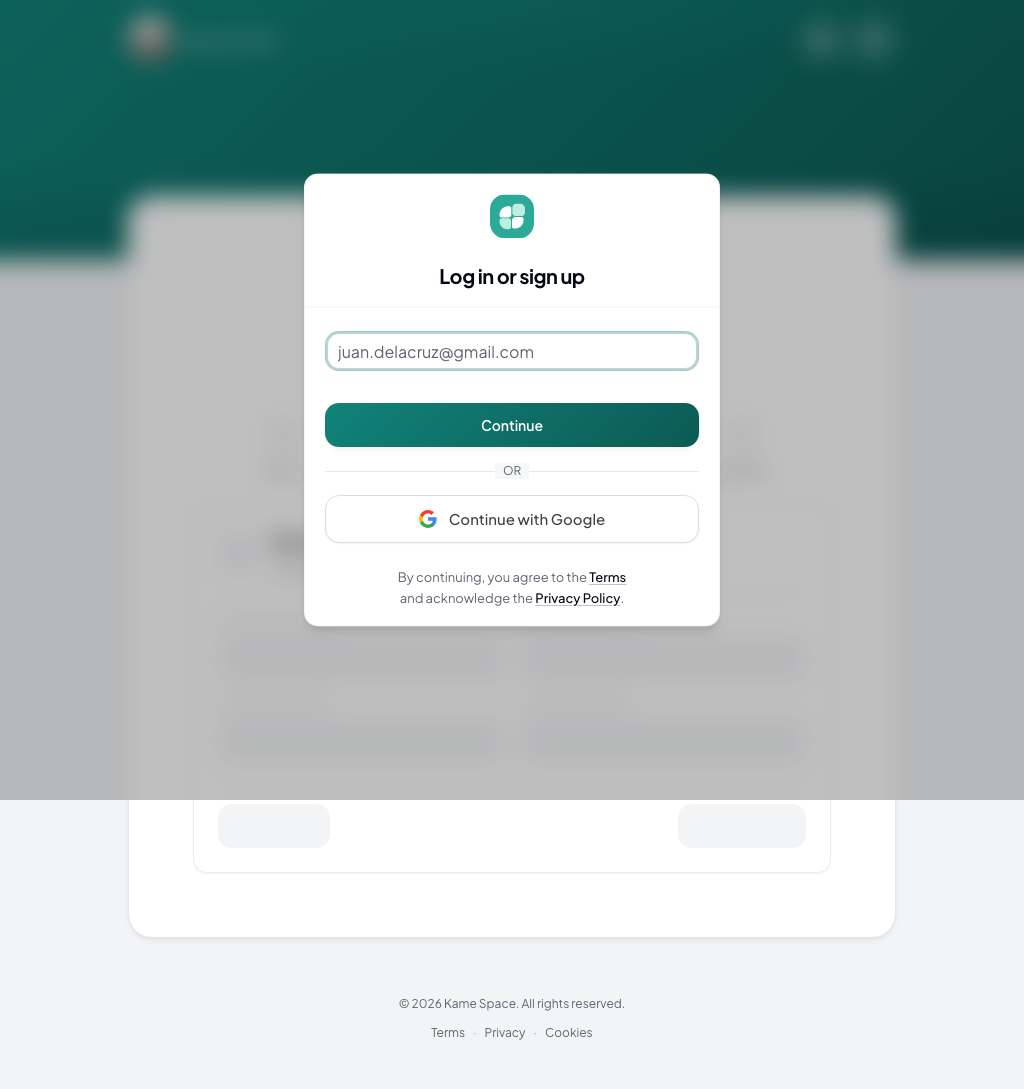 Log in or sign up
juan.delacruz@gmail.com
Continue
OR
Continue with Google
By continuing, you agree to the Terms
and acknowledge the Privacy Policy.
© 2026 Kame Space. All rights reserved.
Terms · Privacy · Cookies